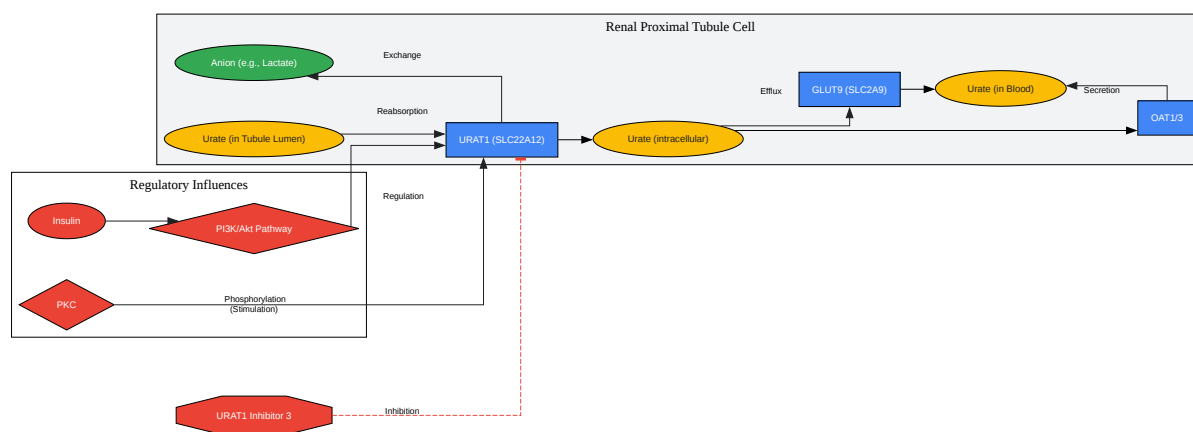 Renal Proximal Tubule Cell
Anion (e.g., Lactate)
Exchange
Efflux
GLUT9 (SLC2A9)
Urate (in Blood)
Secretion
OAT1/3
Reabsorption
Urate (in Tubule Lumen)
URAT1 (SLC22A12)
Urate (intracellular)
Regulatory Influences
Regulation
Insulin
PI3K/Akt Pathway
PKC
Phosphorylation
(Stimulation)
URAT1 Inhibitor 3
Inhibition